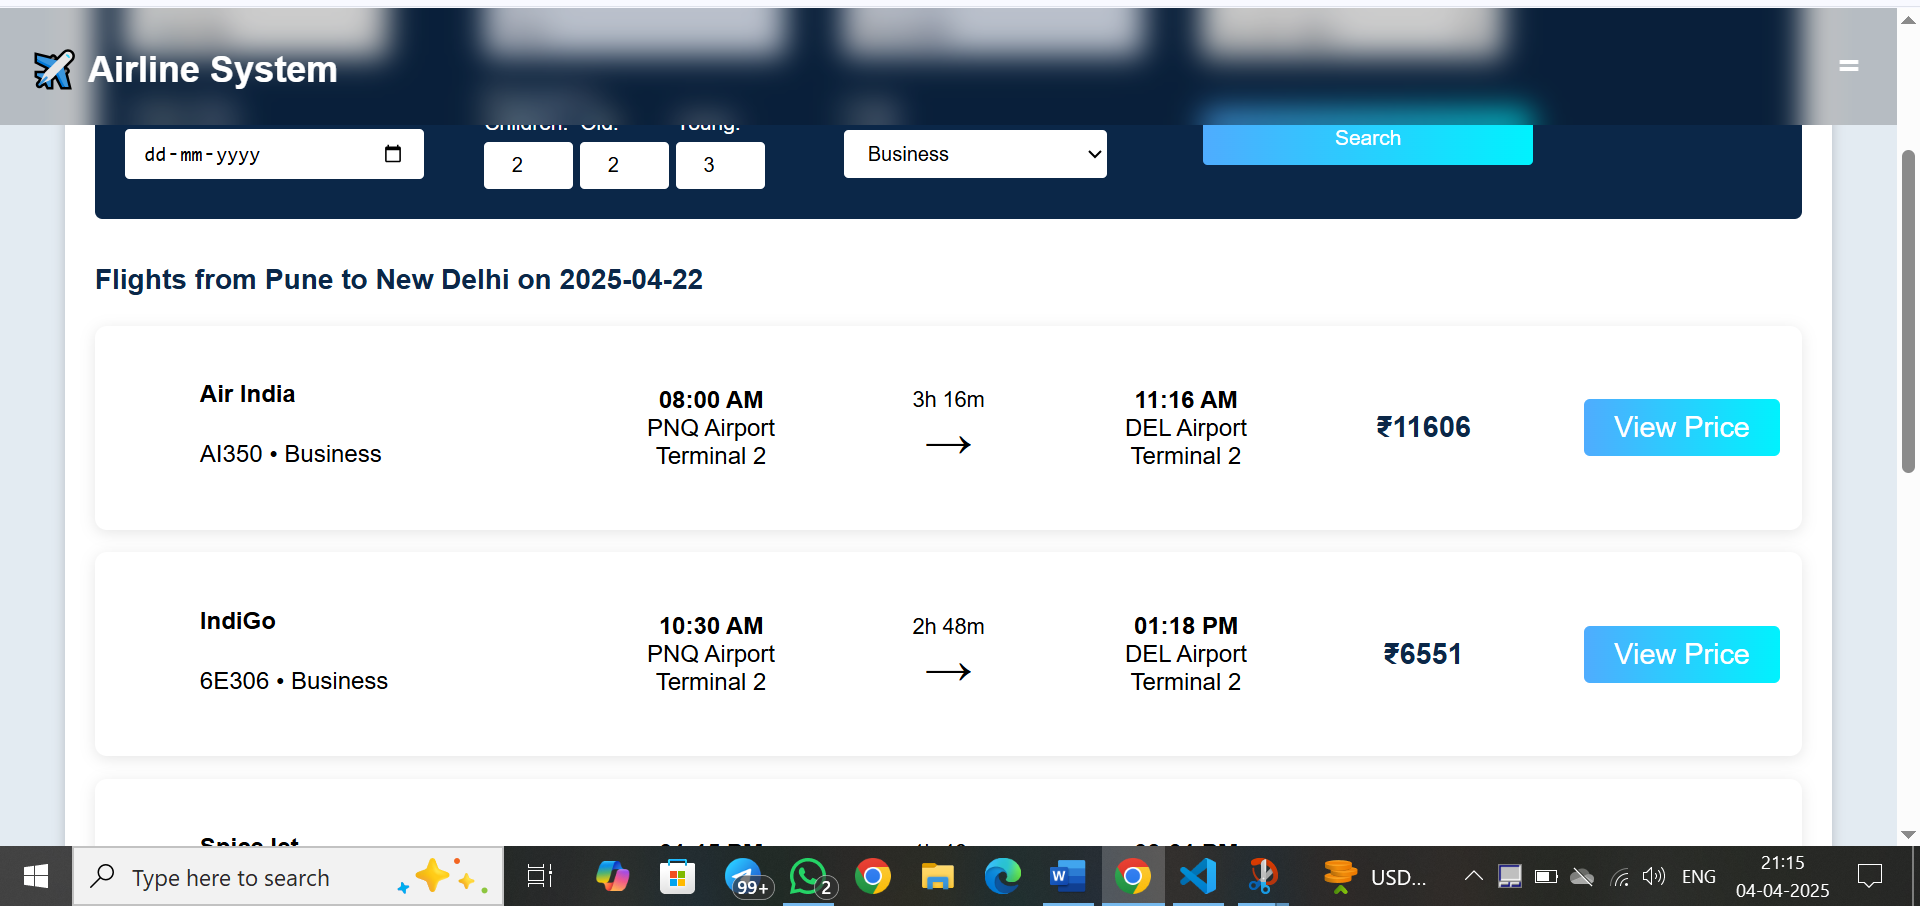 Airline System
Children: Old: Young:
dd-mm-yyyy
2
2
3
Business
Search
Flights from Pune to New Delhi on 2025-04-22
Air India
AI350 • Business
08:00 AM
PNQ Airport
Terminal 2
3h 16m
→
11:16 AM
DEL Airport
Terminal 2
₹11606
View Price
IndiGo
6E306 • Business
10:30 AM
PNQ Airport
Terminal 2
2h 48m
→
01:18 PM
DEL Airport
Terminal 2
₹6551
View Price
SpiceJet
Type here to search
99+
2
USD...
ENG
21:15
04-04-2025